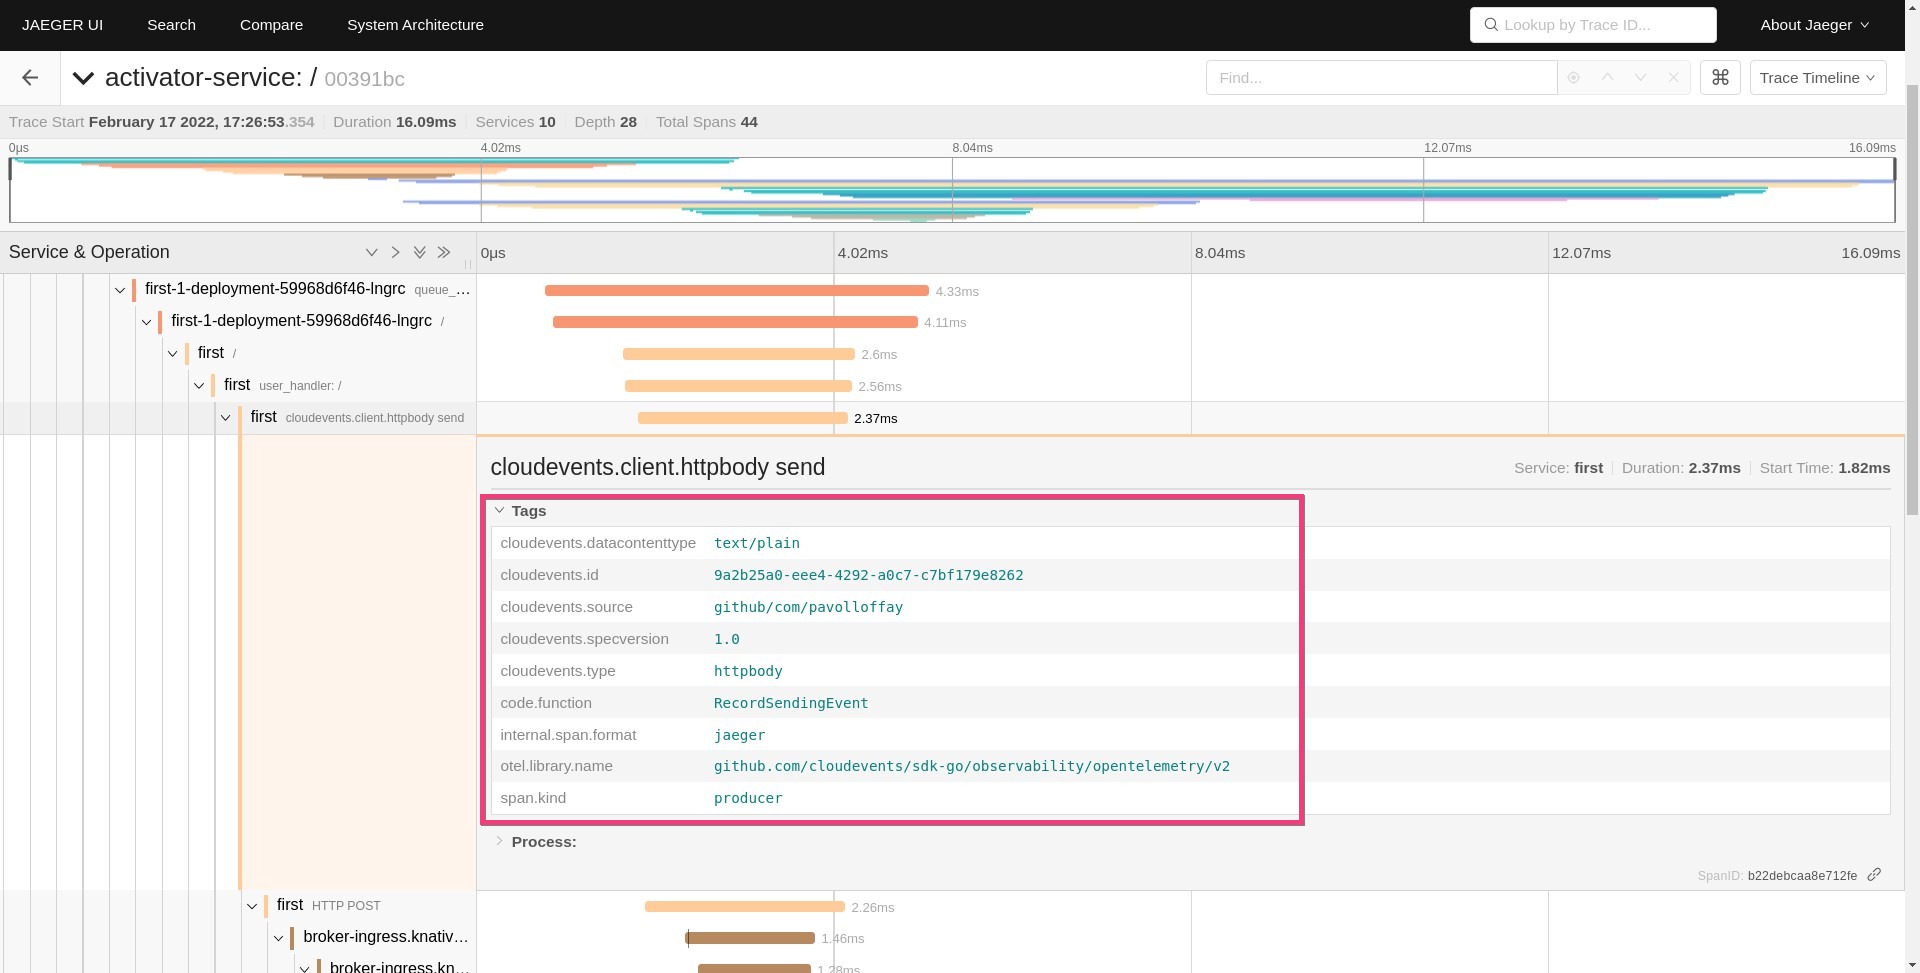 JAEGER UI Search Compare System Architecture Lookup by Trace ID... About Jaeger
activator-service: / 00391bc Find... ⌘ Trace Timeline
Trace Start February 17 2022, 17:26:53.354 Duration 16.09ms Services 10 Depth 28 Total Spans 44
0μs 4.02ms 8.04ms 12.07ms 16.09ms
Service & Operation 0μs 4.02ms 8.04ms 12.07ms 16.09ms
first-1-deployment-59968d6f46-lngrc queue_... 4.33ms
first-1-deployment-59968d6f46-lngrc / 4.11ms
first / 2.6ms
first user_handler: / 2.56ms
first cloudevents.client.httpbody send 2.37ms
cloudevents.client.httpbody send Service: first Duration: 2.37ms Start Time: 1.82ms
Tags
cloudevents.datacontenttype text/plain
cloudevents.id 9a2b25a0-eee4-4292-a0c7-c7bf179e8262
cloudevents.source github/com/pavolloffay
cloudevents.specversion 1.0
cloudevents.type httpbody
code.function RecordSendingEvent
internal.span.format jaeger
otel.library.name github.com/cloudevents/sdk-go/observability/opentelemetry/v2
span.kind producer
Process:
SpanID: b22debcaa8e712fe
first HTTP POST 2.26ms
broker-ingress.knativ... 1.46ms
broker-ingress.kn... 1.28ms